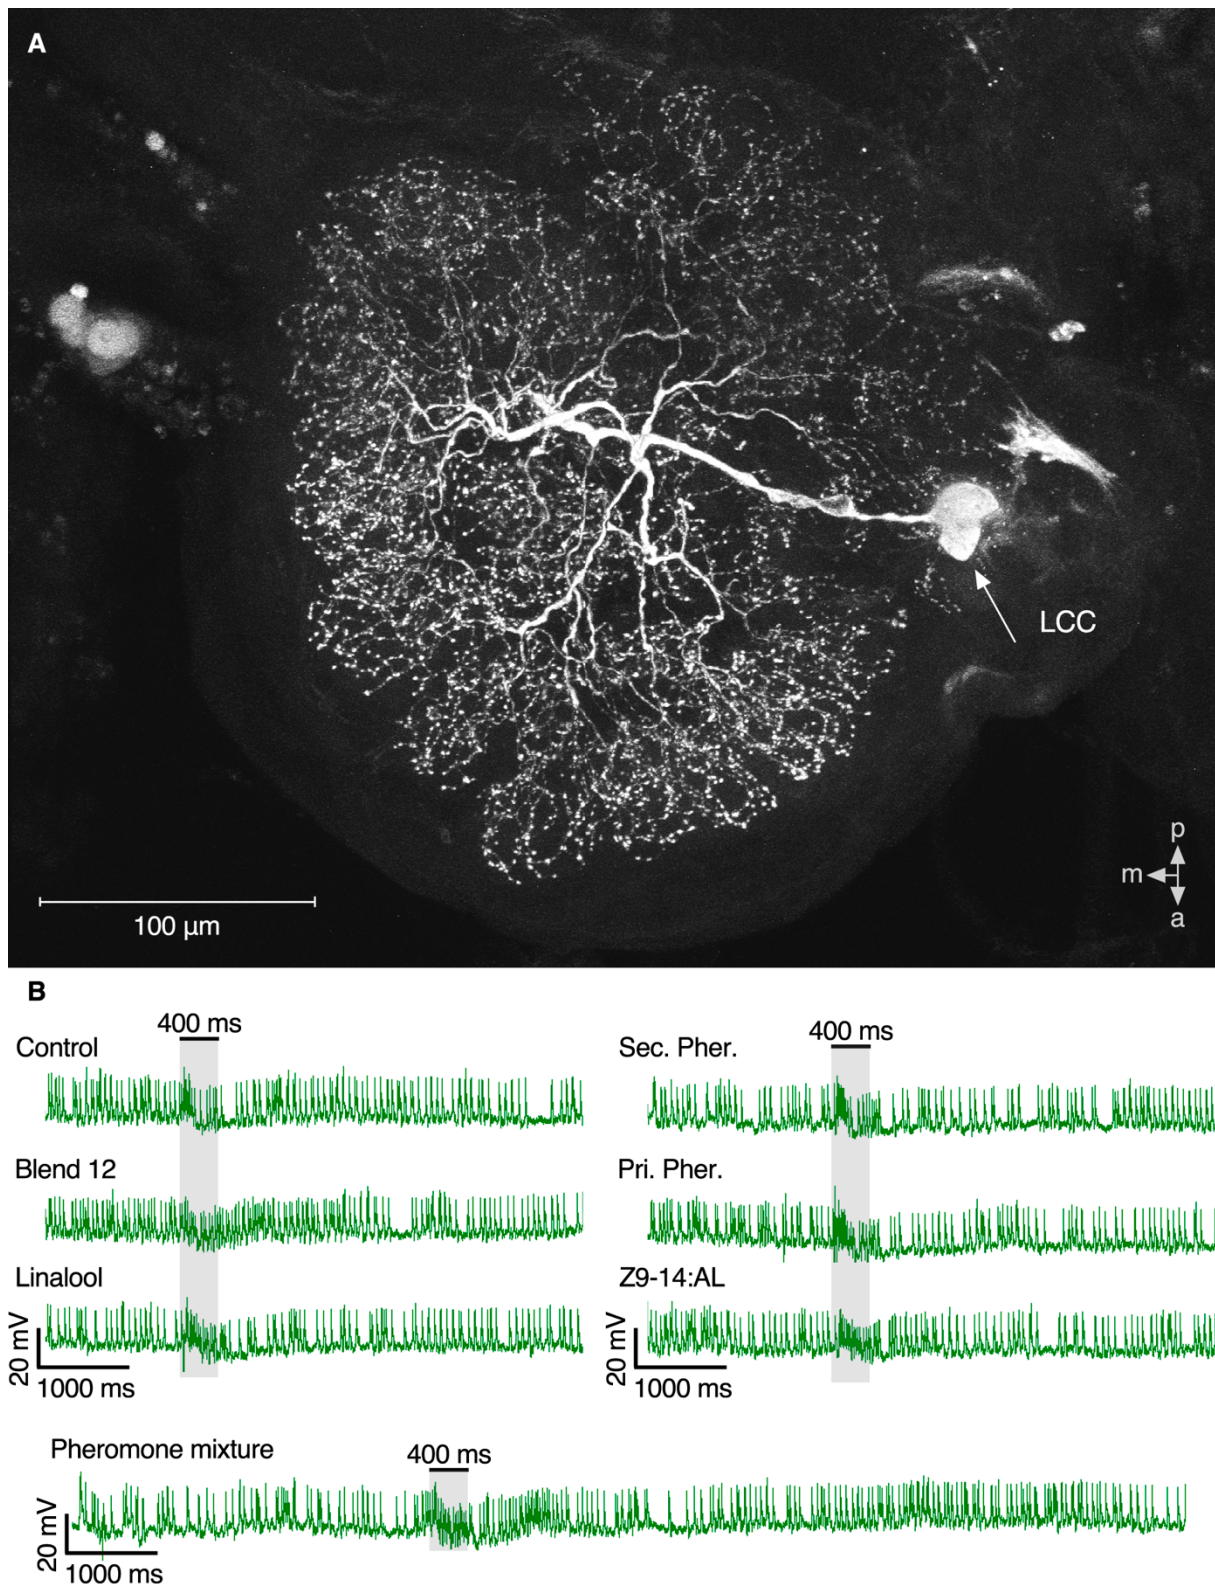 A
LCC
p
m
a
100 µm
B
400 ms
Control
Blend 12
Linalool
20 mV
1000 ms
400 ms
Sec. Pher.
Pri. Pher.
Z9-14:AL
20 mV
1000 ms
Pheromone mixture
400 ms
20 mV
1000 ms